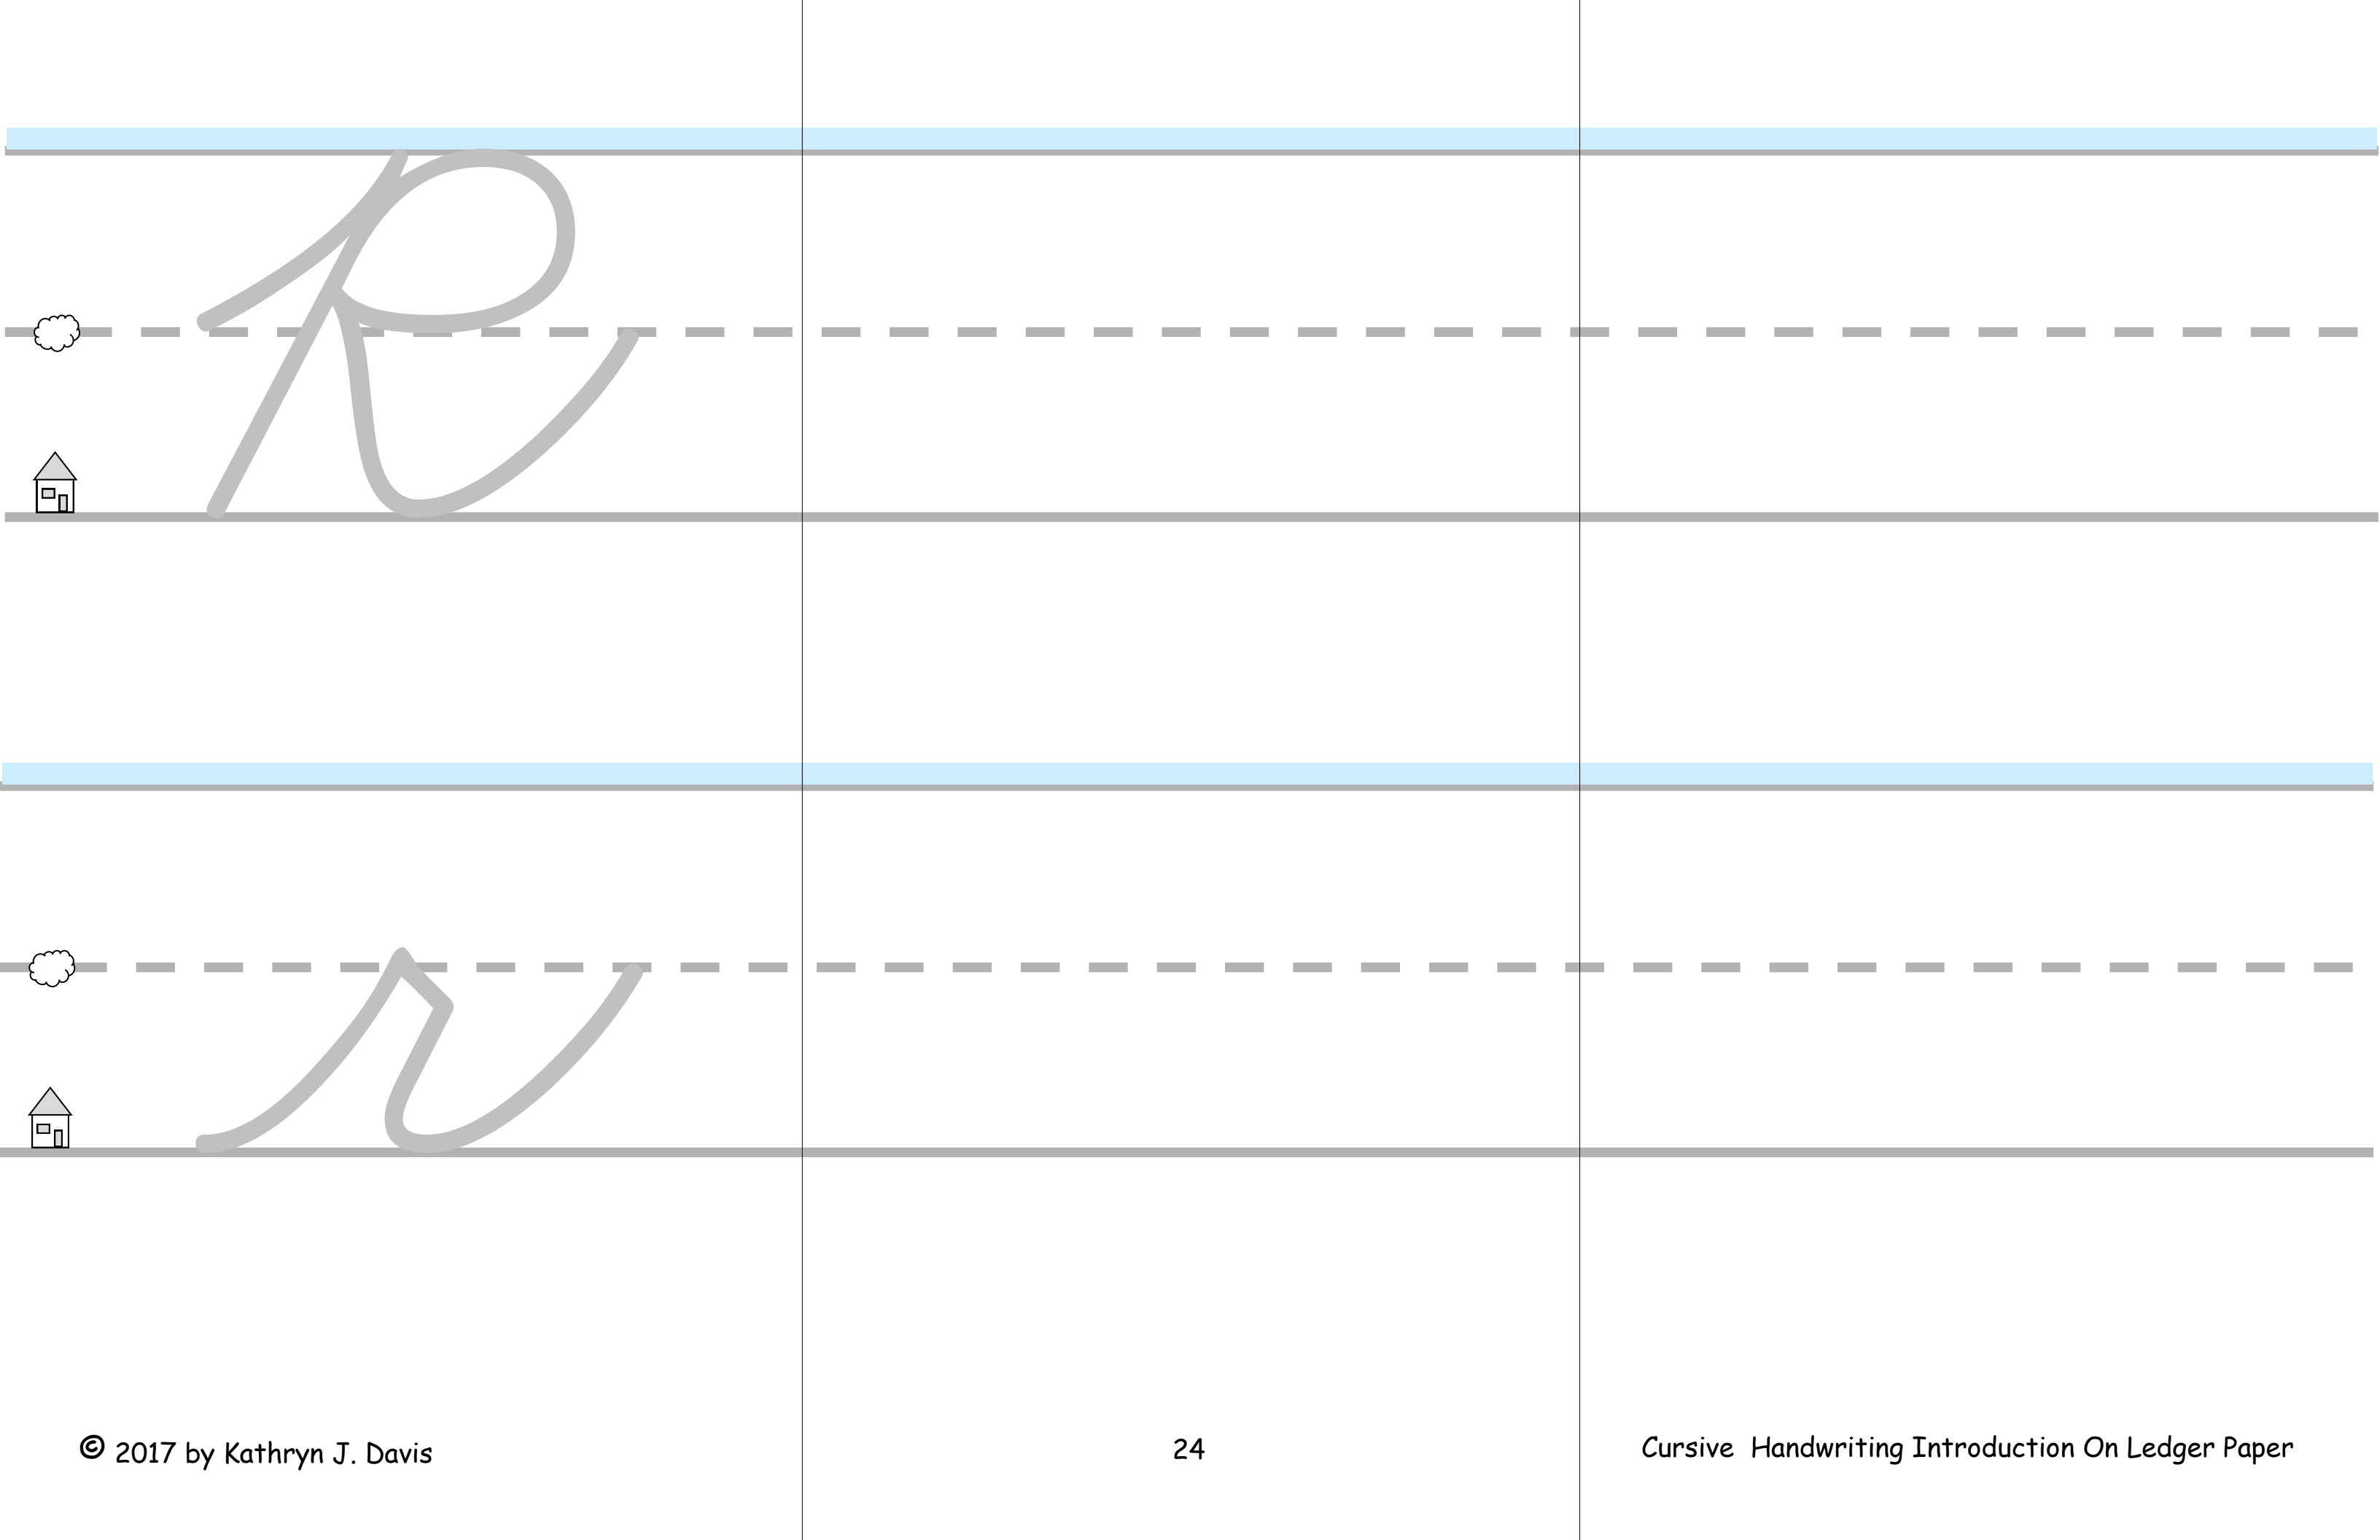 R
r
© 2017 by Kathryn J. Davis
24
Cursive Handwriting Introduction On Ledger Paper